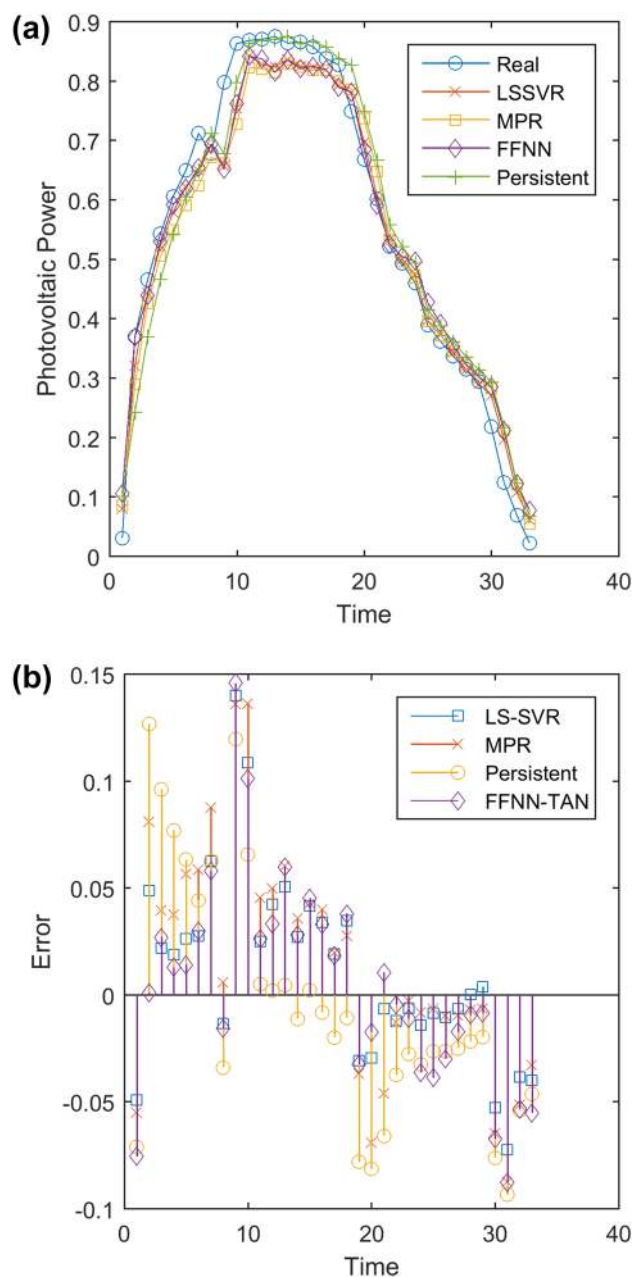 (a)
0.9
0.8
0.7
0.6
0.5
0.4
0.3
0.2
0.1
0
Photovoltaic Power
Real
LSSVR
MPR
FFNN
Persistent
0 10 20 30 40
Time
(b)
0.15
0.1
0.05
0
-0.05
-0.1
Error
LS-SVR
MPR
Persistent
FFNN-TAN
0 10 20 30 40
Time